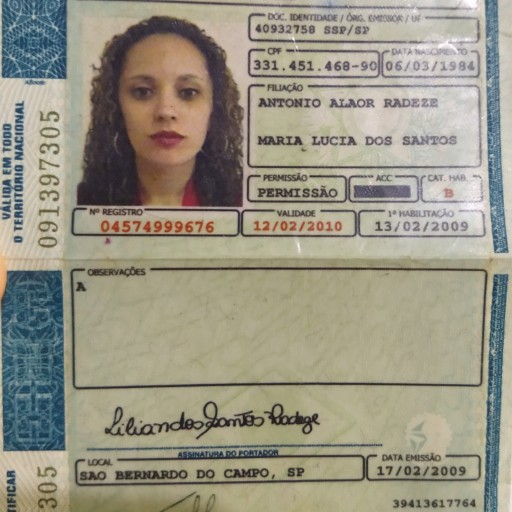 DOC. IDENTIDADE / ÓRG. EMISSOR / UF
40932758 SSP/SP
CPF DATA NASCIMENTO
331.451.468-90 06/03/1984
FILIAÇÃO
ANTONIO ALAOR RADEZE
MARIA LUCIA DOS SANTOS
PERMISSÃO ACC CAT. HAB.
PERMISSÃO B
Nº REGISTRO VALIDADE 1ª HABILITAÇÃO
04574999676 12/02/2010 13/02/2009
VÁLIDA EM TODO
O TERRITÓRIO NACIONAL
091397305
OBSERVAÇÕES
A
Lilian dos Santos Radeze
ASSINATURA DO PORTADOR
LOCAL DATA EMISSÃO
SAO BERNARDO DO CAMPO, SP 17/02/2009
39413617764
TIFICAR
305